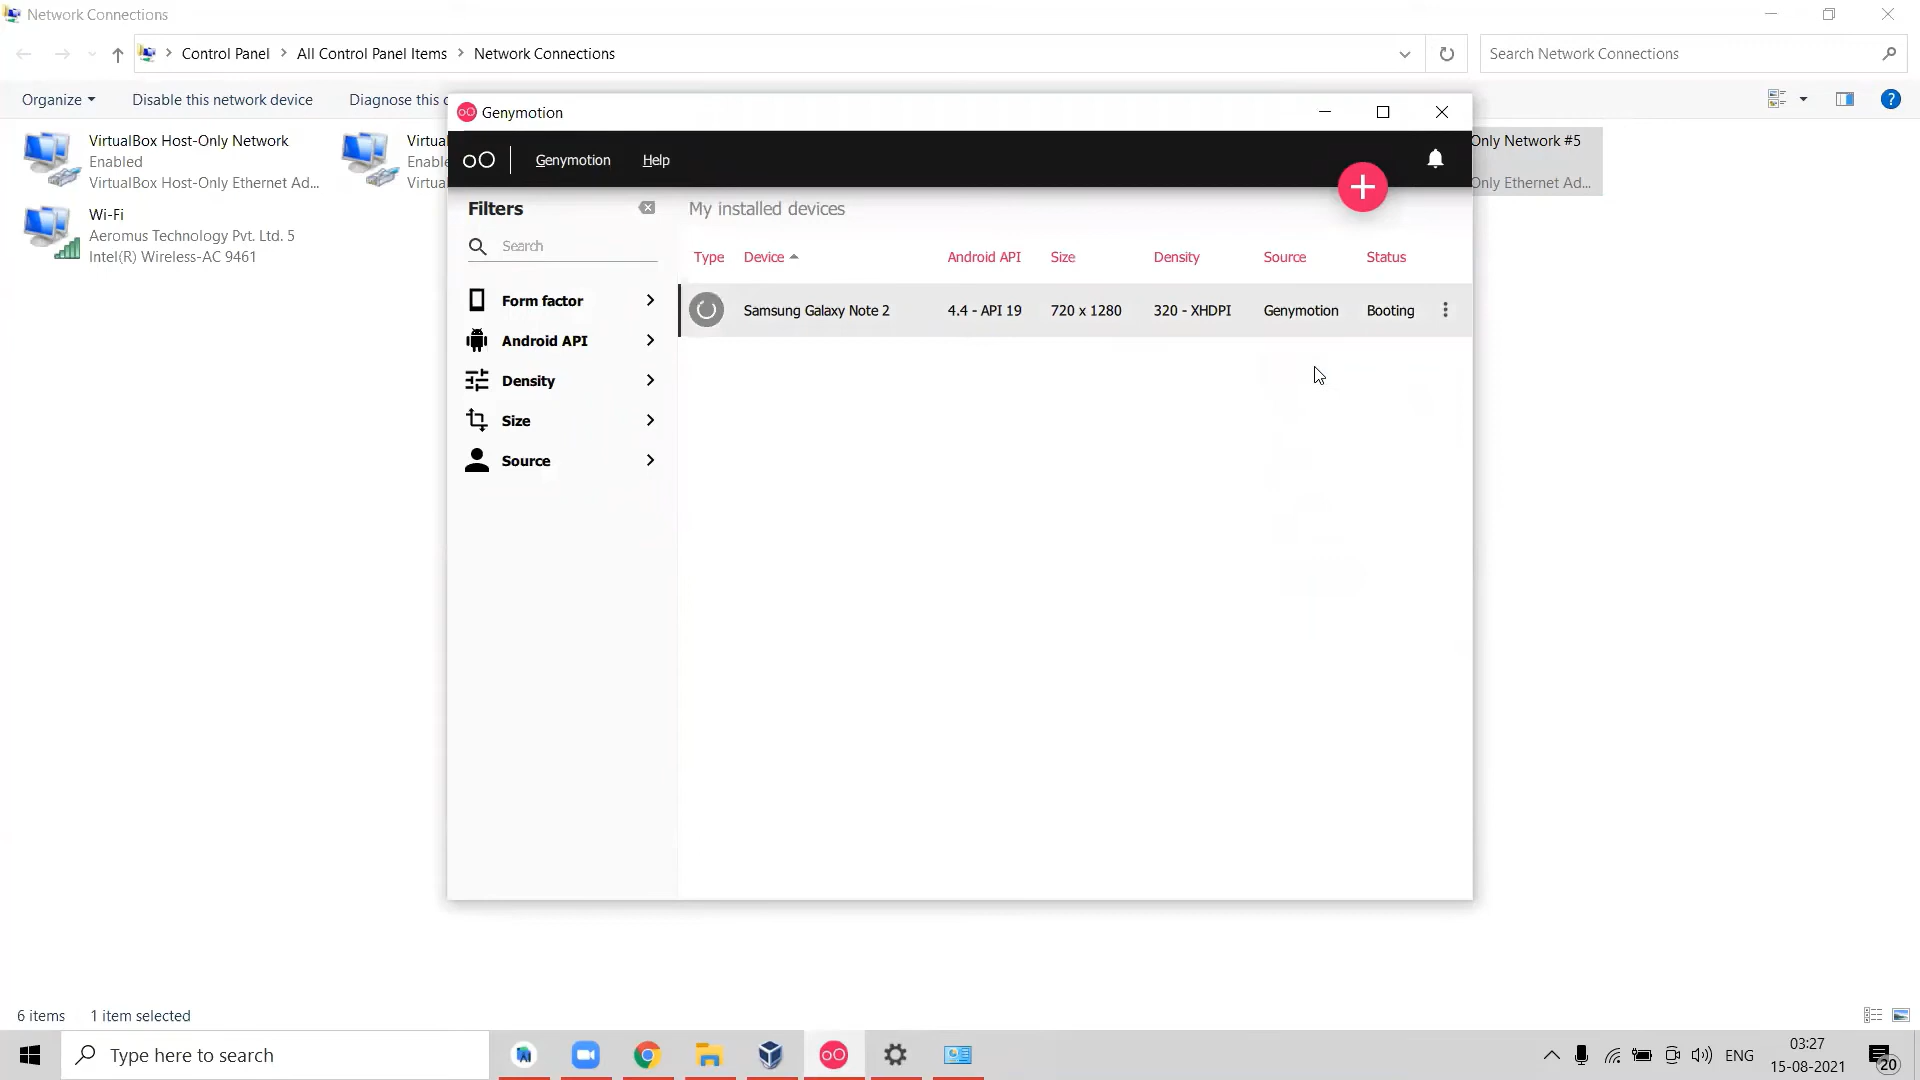 Network Connections
Control Panel > All Control Panel Items > Network Connections
Search Network Connections
Organize
Disable this network device
Diagnose this
VirtualBox Host-Only Network
Enabled
VirtualBox Host-Only Ethernet Ad...
Only Network #5
Only Ethernet Ad...
Wi-Fi
Aeromus Technology Pvt. Ltd. 5
Intel(R) Wireless-AC 9461
Genymotion
oO
Genymotion
Help
Filters
Search
Form factor
Android API
Density
Size
Source
My installed devices
Type Device Android API Size Density Source Status
Samsung Galaxy Note 2 4.4 - API 19 720 x 1280 320 - XHDPI Genymotion Booting
6 items 1 item selected
Type here to search
ENG
03:27
15-08-2021
20